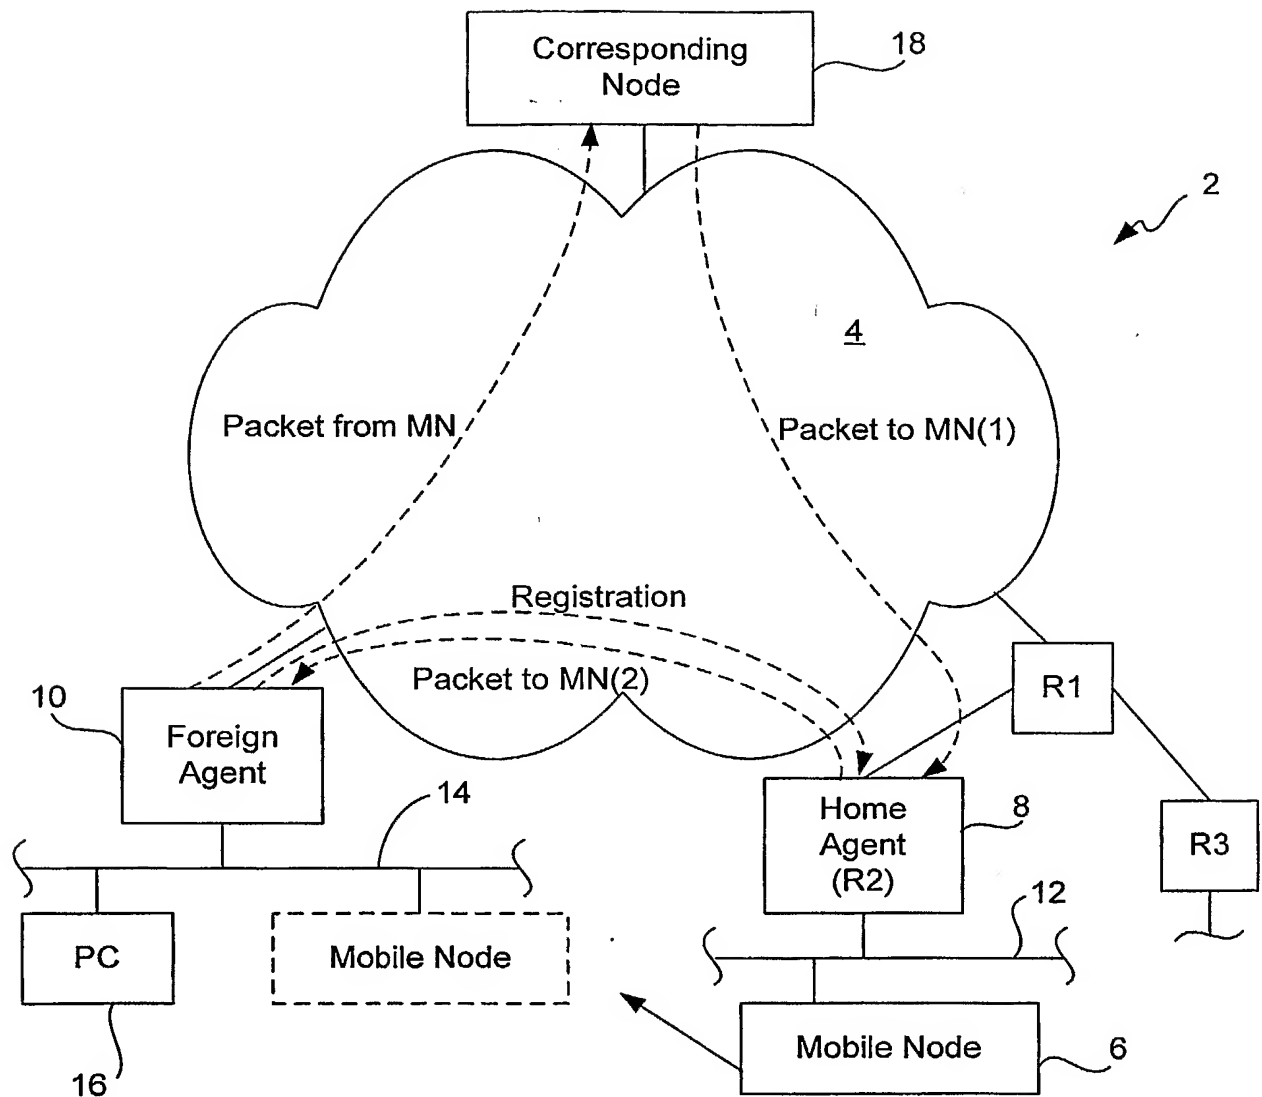 Corresponding
Node
18
2
4
Packet from MN
Packet to MN(1)
Registration
Packet to MN(2)
R1
10
Foreign
Agent
14
Home
Agent
(R2)
8
R3
12
PC
Mobile Node
Mobile Node
6
16